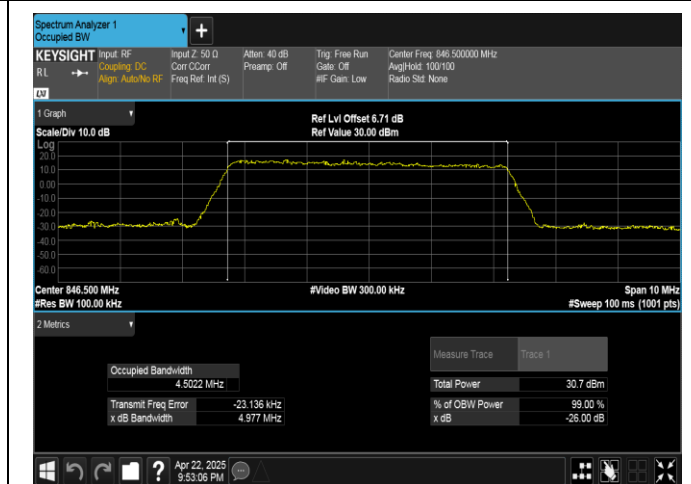 Spectrum Analyzer 1
Occupied BW
+
KEYSIGHT Input: RF Input Z: 50 Ω Atten: 40 dB Trig: Free Run Center Freq: 846.500000 MHz
RL Coupling: DC Corr CCorr Preamp: Off Gate: Off Avg|Hold: 100/100
Align: Auto/No RF Freq Ref: Int (S) #IF Gain: Low Radio Std: None
LXI
1 Graph
Ref Lvl Offset 6.71 dB
Scale/Div 10.0 dB Ref Value 30.00 dBm
Log
20.0
10.0
0.00
-10.0
-20.0
-30.0
-40.0
-50.0
-60.0
Center 846.500 MHz #Video BW 300.00 kHz Span 10 MHz
#Res BW 100.00 kHz #Sweep 100 ms (1001 pts)
2 Metrics
Measure Trace Trace 1
Occupied Bandwidth
4.5022 MHz
Total Power 30.7 dBm
Transmit Freq Error -23.136 kHz % of OBW Power 99.00 %
x dB Bandwidth 4.977 MHz x dB -26.00 dB
? Apr 22, 2025
9:53:06 PM